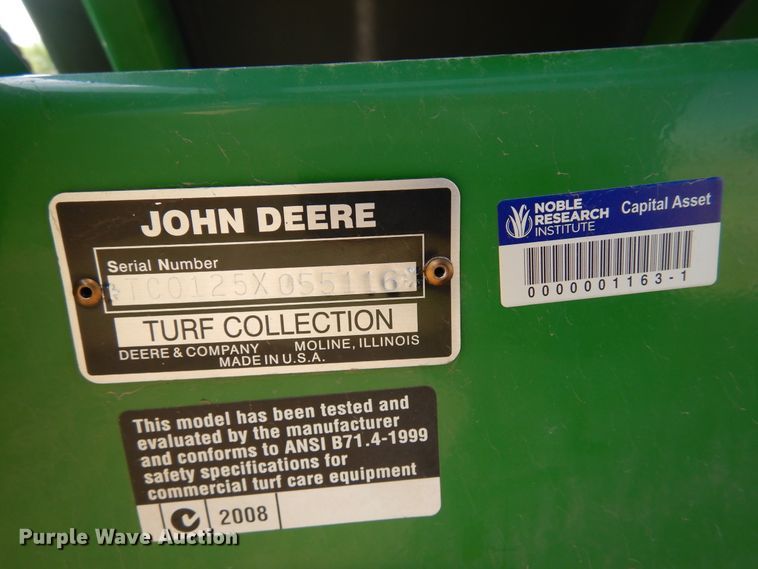 JOHN DEERE
Serial Number
*TC0125X055116*
TURF COLLECTION
DEERE & COMPANY MOLINE, ILLINOIS
MADE IN U.S.A.
NOBLE
RESEARCH
INSTITUTE
Capital Asset
0000001163-1
This model has been tested and
evaluated by the manufacturer
and conforms to ANSI B71.4-1999
safety specifications for
commercial turf care equipment
2008
Purple Wave Auction